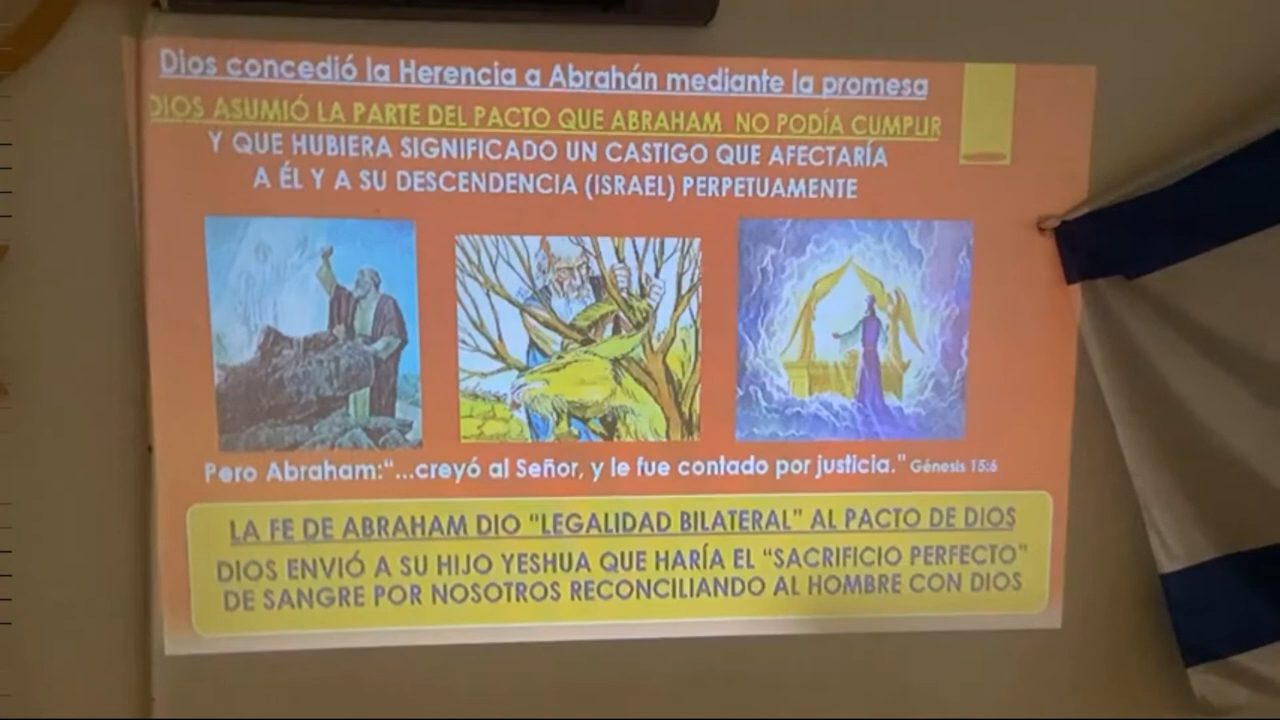 Dios concedió la Herencia a Abrahán mediante la promesa
DIOS ASUMIÓ LA PARTE DEL PACTO QUE ABRAHAM NO PODÍA CUMPLIR
Y QUE HUBIERA SIGNIFICADO UN CASTIGO QUE AFECTARÍA
A ÉL Y A SU DESCENDENCIA (ISRAEL) PERPETUAMENTE
Pero Abraham:“...creyó al Señor, y le fue contado por justicia.” Génesis 15:6
LA FE DE ABRAHAM DIO “LEGALIDAD BILATERAL” AL PACTO DE DIOS
DIOS ENVIÓ A SU HIJO YESHUA QUE HARÍA EL “SACRIFICIO PERFECTO”
DE SANGRE POR NOSOTROS RECONCILIANDO AL HOMBRE CON DIOS